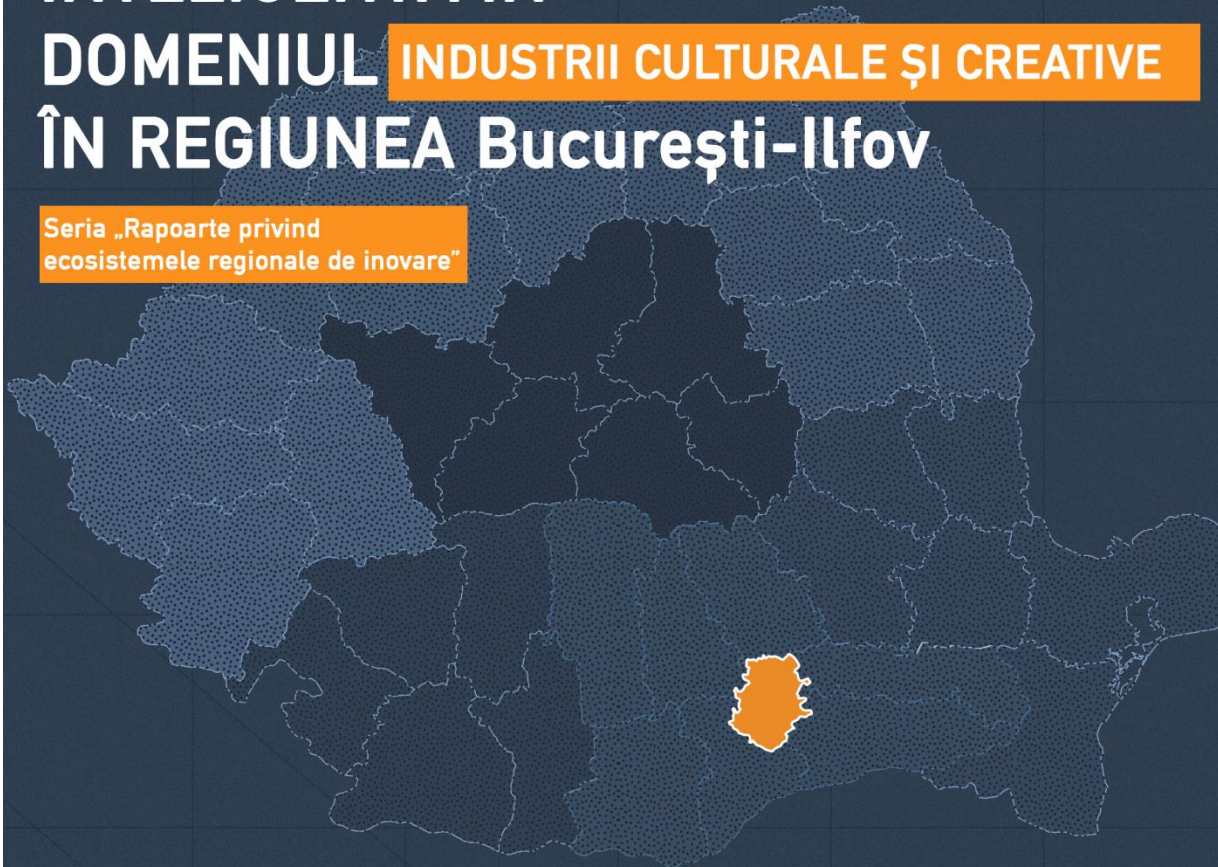 DOMENIUL INDUSTRII CULTURALE ȘI CREATIVE
ÎN REGIUNEA București-Ilfov
Seria „Rapoarte privind
ecosistemele regionale de inovare”